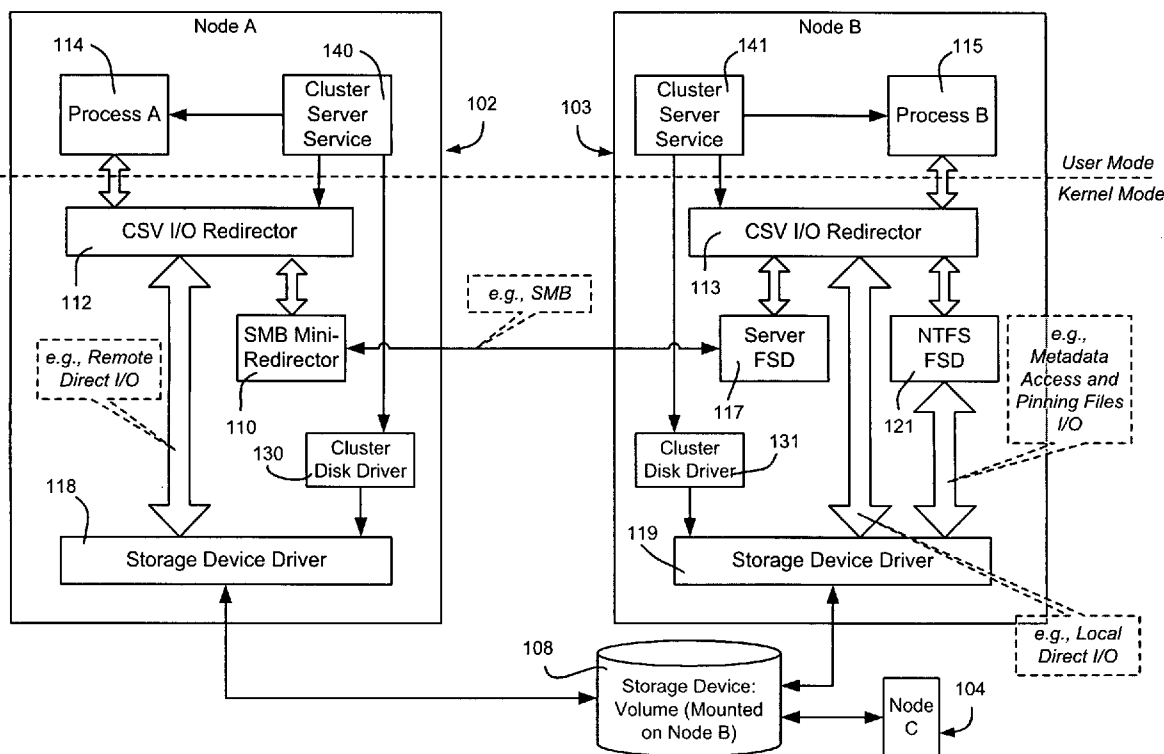 Node A
114
140
Process A
Cluster
Server
Service
102
CSV I/O Redirector
112
e.g., Remote
Direct I/O
SMB Mini-
Redirector
110
130
Cluster
Disk Driver
118
Storage Device Driver
e.g., SMB
Node B
141
115
Cluster
Server
Service
Process B
103
User Mode
Kernel Mode
CSV I/O Redirector
113
Server
FSD
117
NTFS
FSD
121
e.g.,
Metadata
Access and
Pinning Files
I/O
Cluster
Disk Driver
131
119
Storage Device Driver
e.g., Local
Direct I/O
108
Storage Device:
Volume (Mounted
on Node B)
Node
C
104